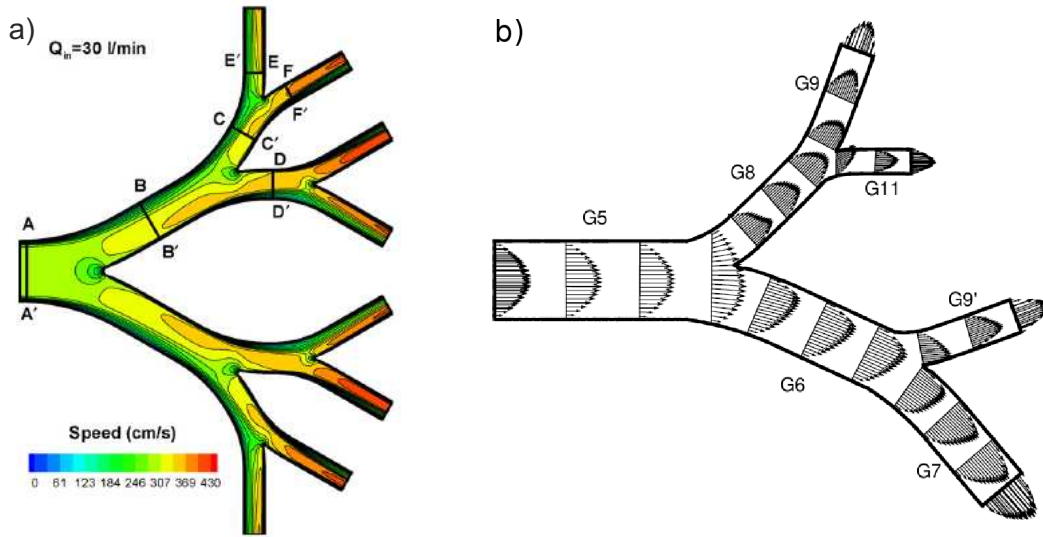 a)
Q_in=30 l/min
E' E
F
F'
C
C'
B
D
D'
B'
A
A'
Speed (cm/s)
0 61 123 184 246 307 369 430
b)
G9
G8
G11
G5
G9'
G6
G7